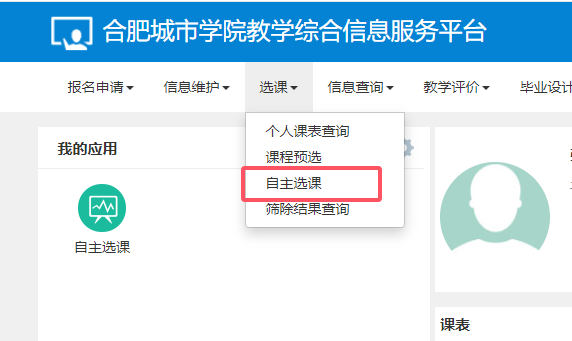 合肥城市学院教学综合信息服务平台
报名申请 信息维护 选课 信息查询 教学评价 毕业设计
个人课表查询
我的应用
课程预选
自主选课
筛除结果查询
自主选课
课表